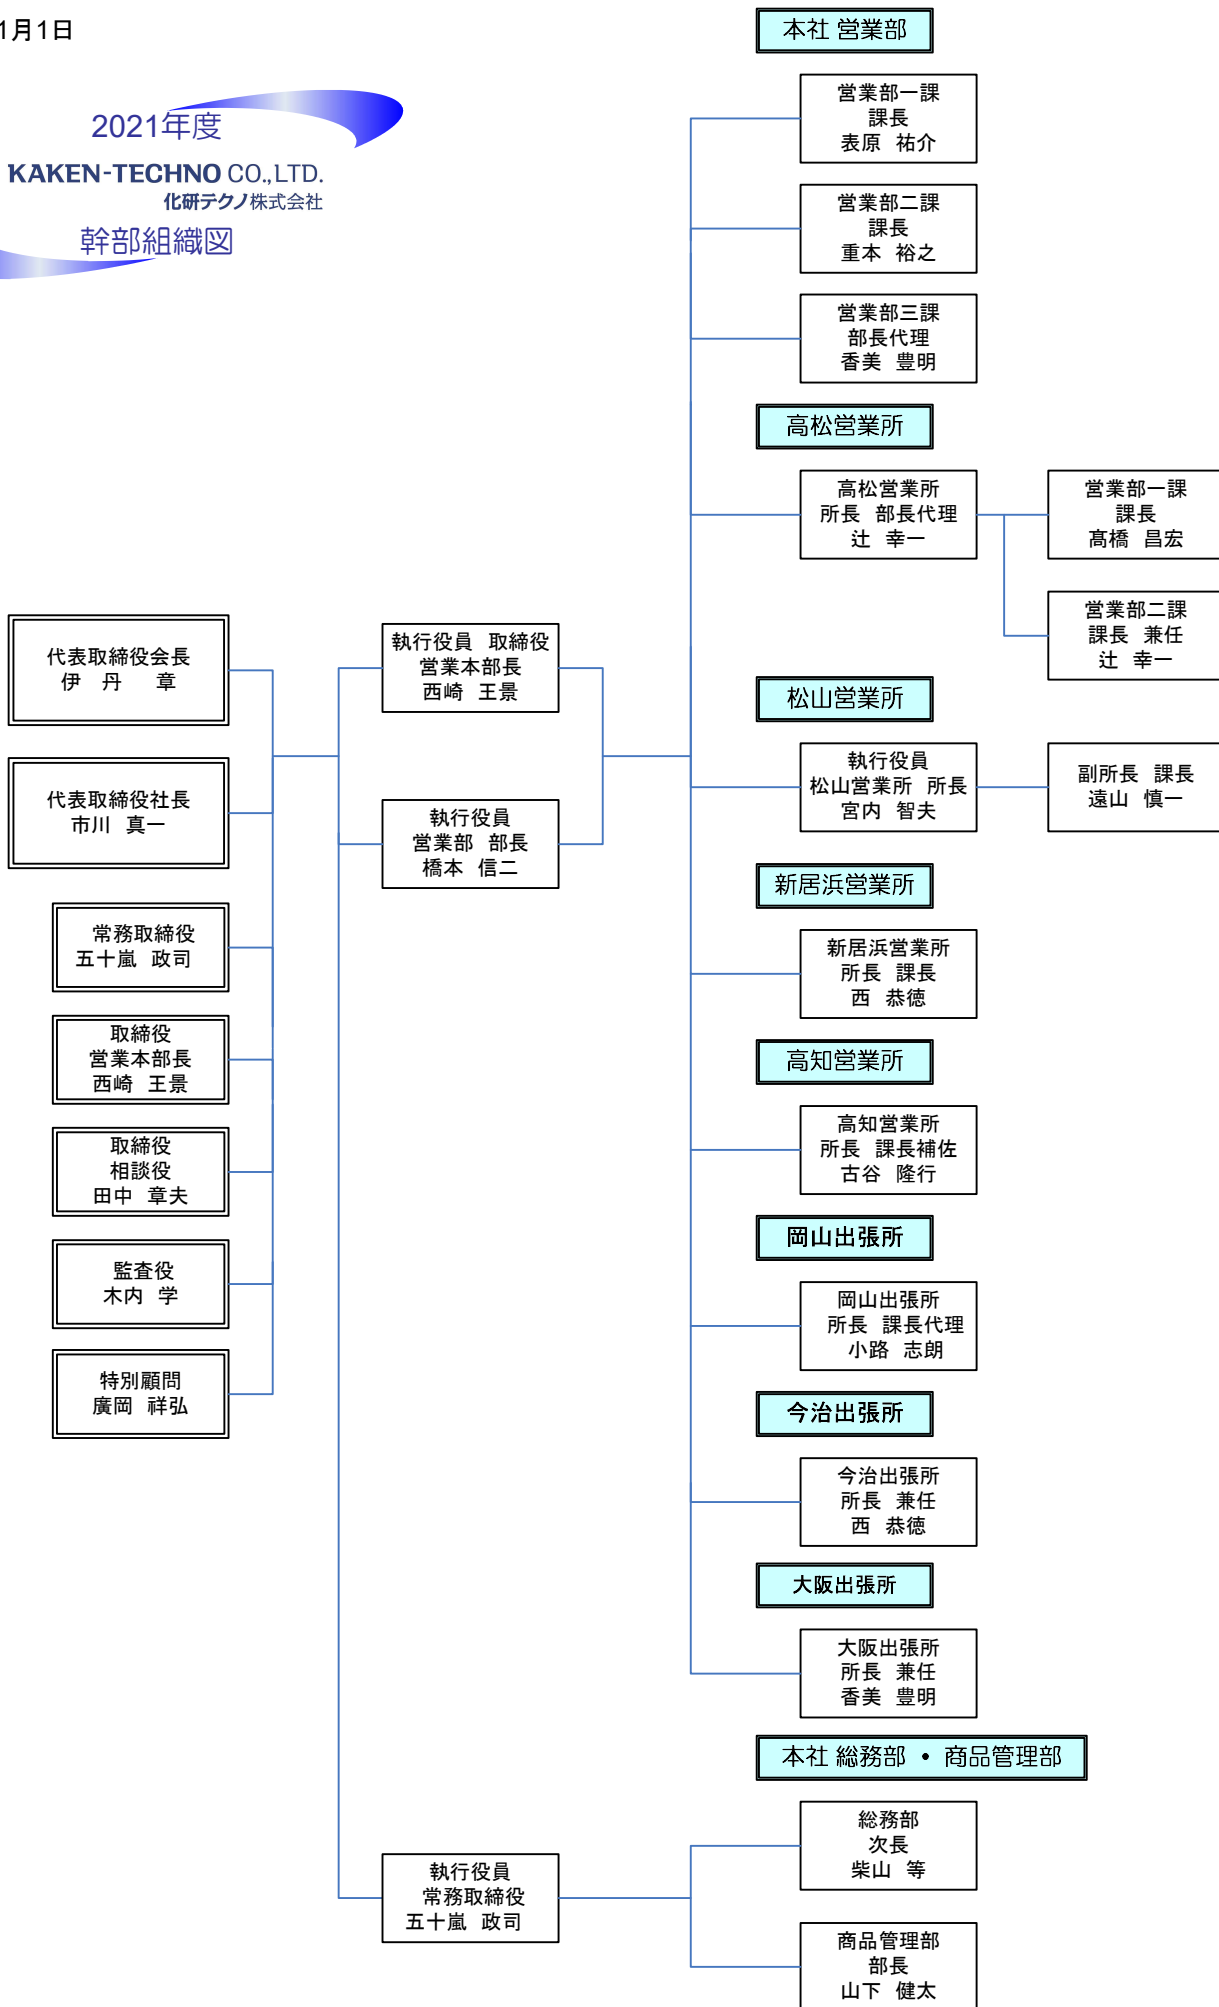 1月1日
2021年度
KAKEN-TECHNO CO.,LTD.
化研テクノ株式会社
幹部組織図
代表取締役会長
伊 丹 章
代表取締役社長
市川 真一
常務取締役
五十嵐 政司
取締役
営業本部長
西崎 王景
取締役
相談役
田中 章夫
監査役
木内 学
特別顧問
廣岡 祥弘
執行役員 取締役
営業本部長
西崎 王景
執行役員
営業部 部長
橋本 信二
執行役員
常務取締役
五十嵐 政司
本社 営業部
営業部一課
課長
表原 祐介
営業部二課
課長
重本 裕之
営業部三課
部長代理
香美 豊明
高松営業所
高松営業所
所長 部長代理
辻 幸一
営業部一課
課長
髙橋 昌宏
営業部二課
課長 兼任
辻 幸一
松山営業所
執行役員
松山営業所 所長
宮内 智夫
副所長 課長
遠山 慎一
新居浜営業所
新居浜営業所
所長 課長
西 恭徳
高知営業所
高知営業所
所長 課長補佐
古谷 隆行
岡山出張所
岡山出張所
所長 課長代理
小路 志朗
今治出張所
今治出張所
所長 兼任
西 恭徳
大阪出張所
大阪出張所
所長 兼任
香美 豊明
本社 総務部 ・ 商品管理部
総務部
次長
柴山 等
商品管理部
部長
山下 健太